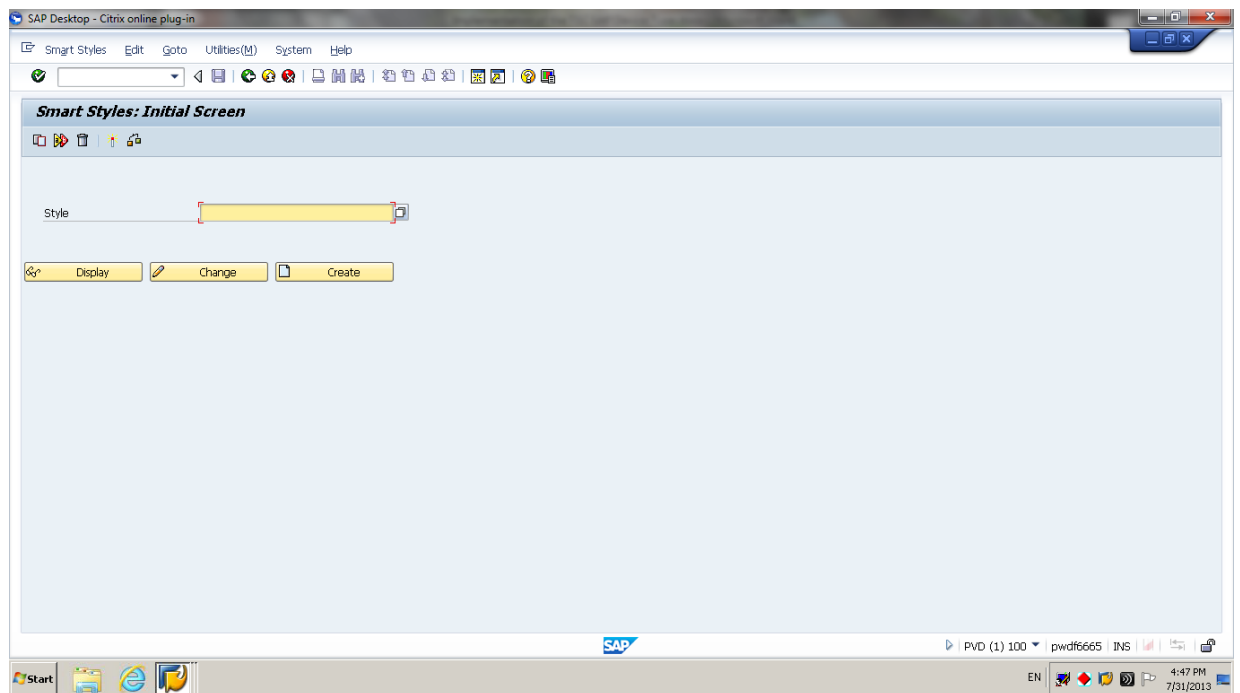 SAP Desktop - Citrix online plug-in
Smart Styles Edit Goto Utilities(M) System Help
Smart Styles: Initial Screen
Style
Display Change Create
SAP
PVD (1) 100 pwdf6665 INS
Start
EN
4:47 PM
7/31/2013